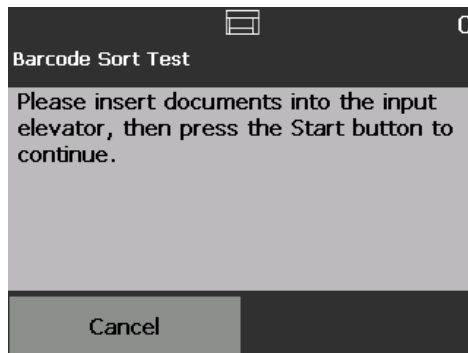 Barcode Sort Test
Please insert documents into the input
elevator, then press the Start button to
continue.
Cancel